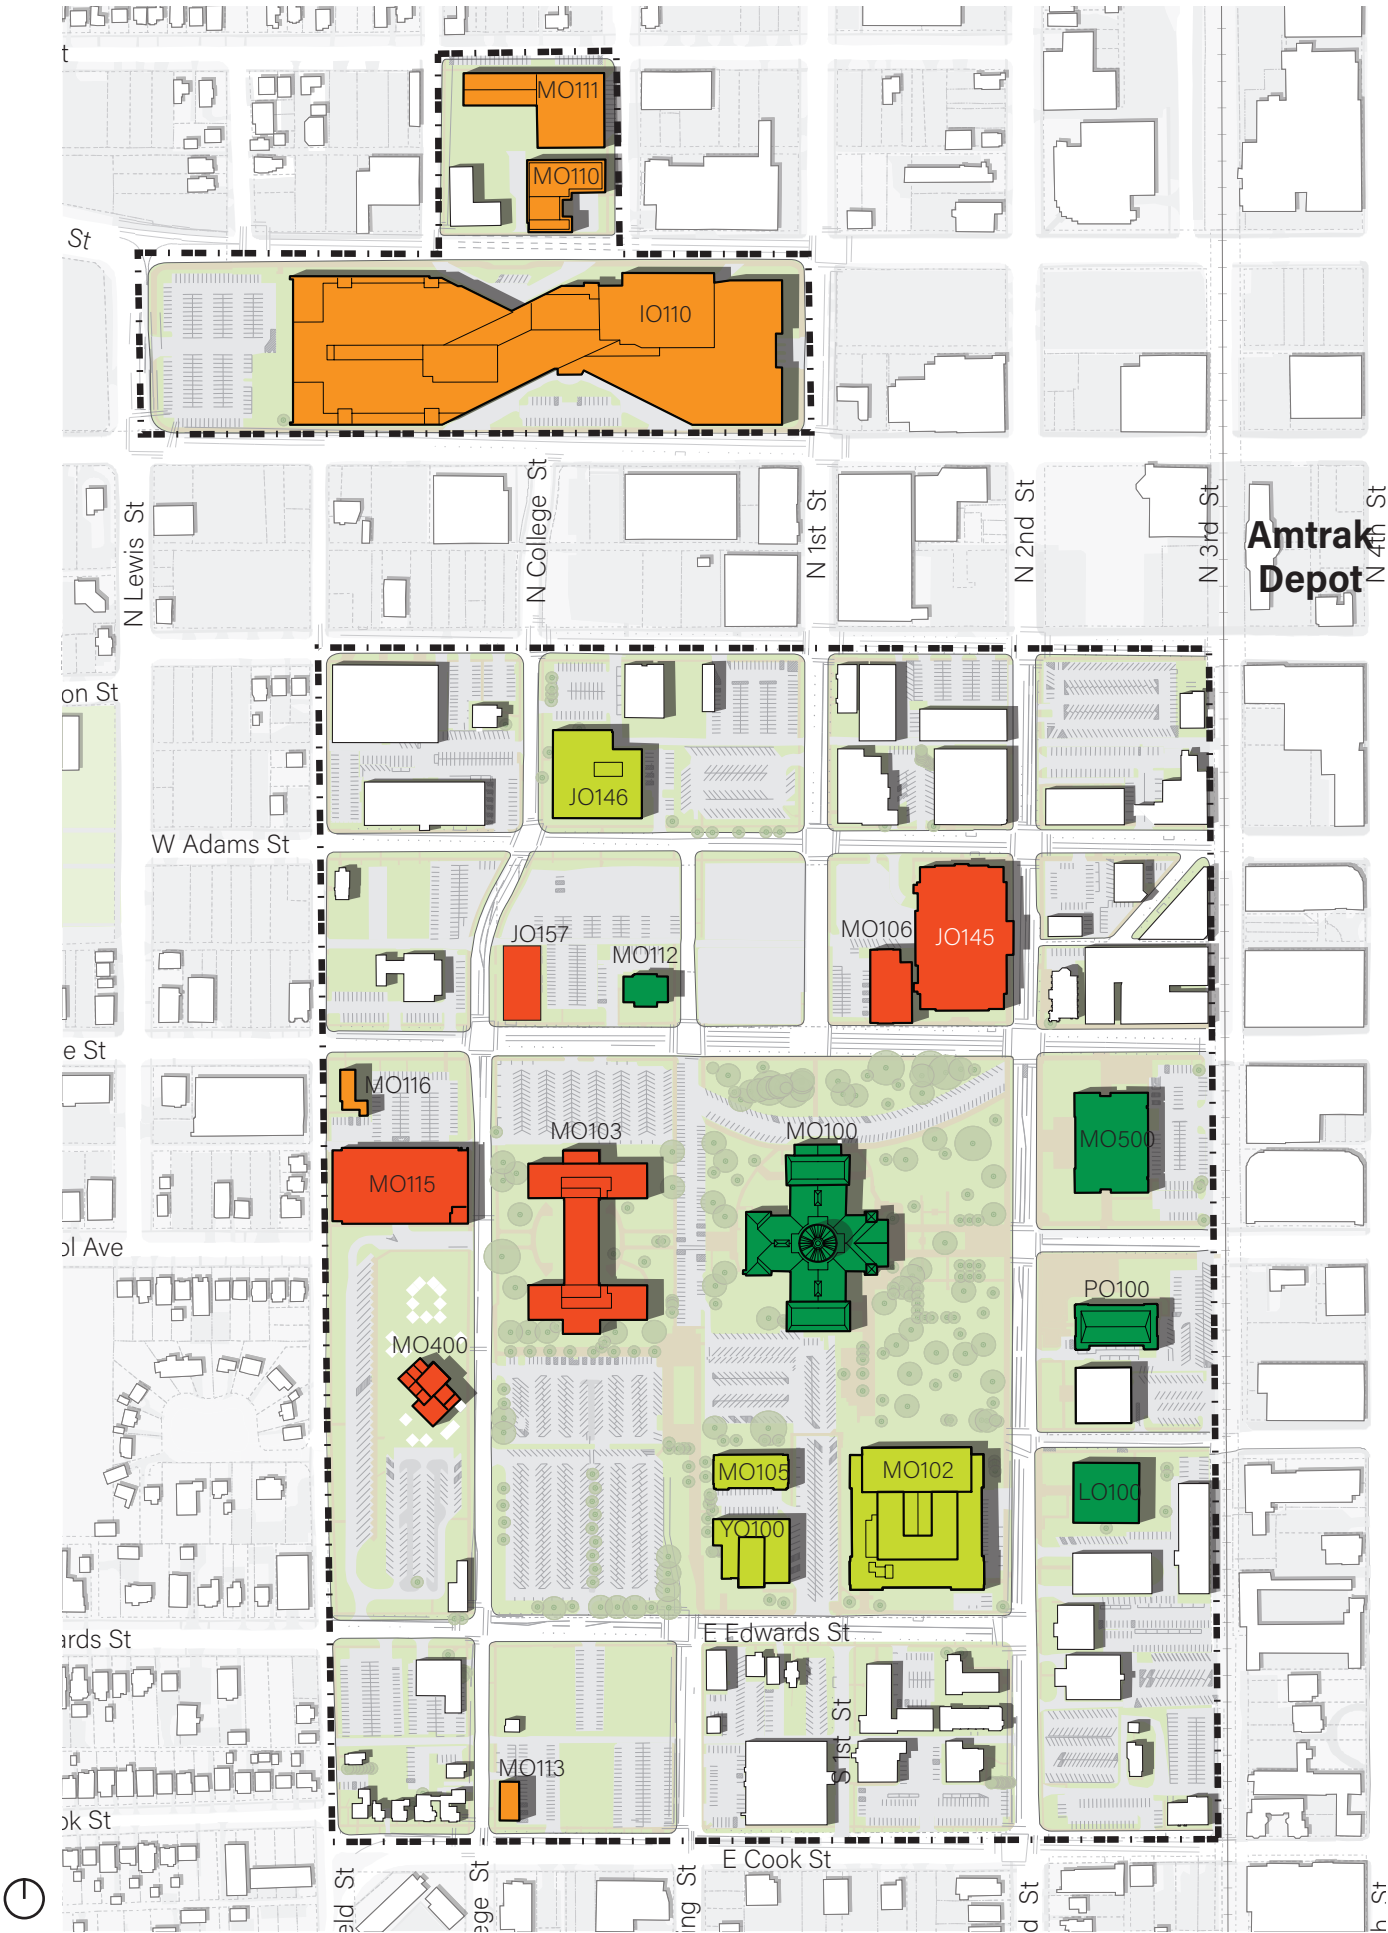 t
MO111
MO110
St
IO110
N Lewis St
N College St
N 1st St
N 2nd St
N 3rd St
N 4th St
Amtrak
Depot
on St
JO146
W Adams St
JO157
MO112
MO106
JO145
e St
MO116
MO103
MO100
MO500
MO115
ol Ave
PO100
MO400
MO105
MO102
LO100
YO100
E Edwards St
ards St
S 1st St
MO113
ok St
E Cook St
eld St
ege St
ing St
d St
h St